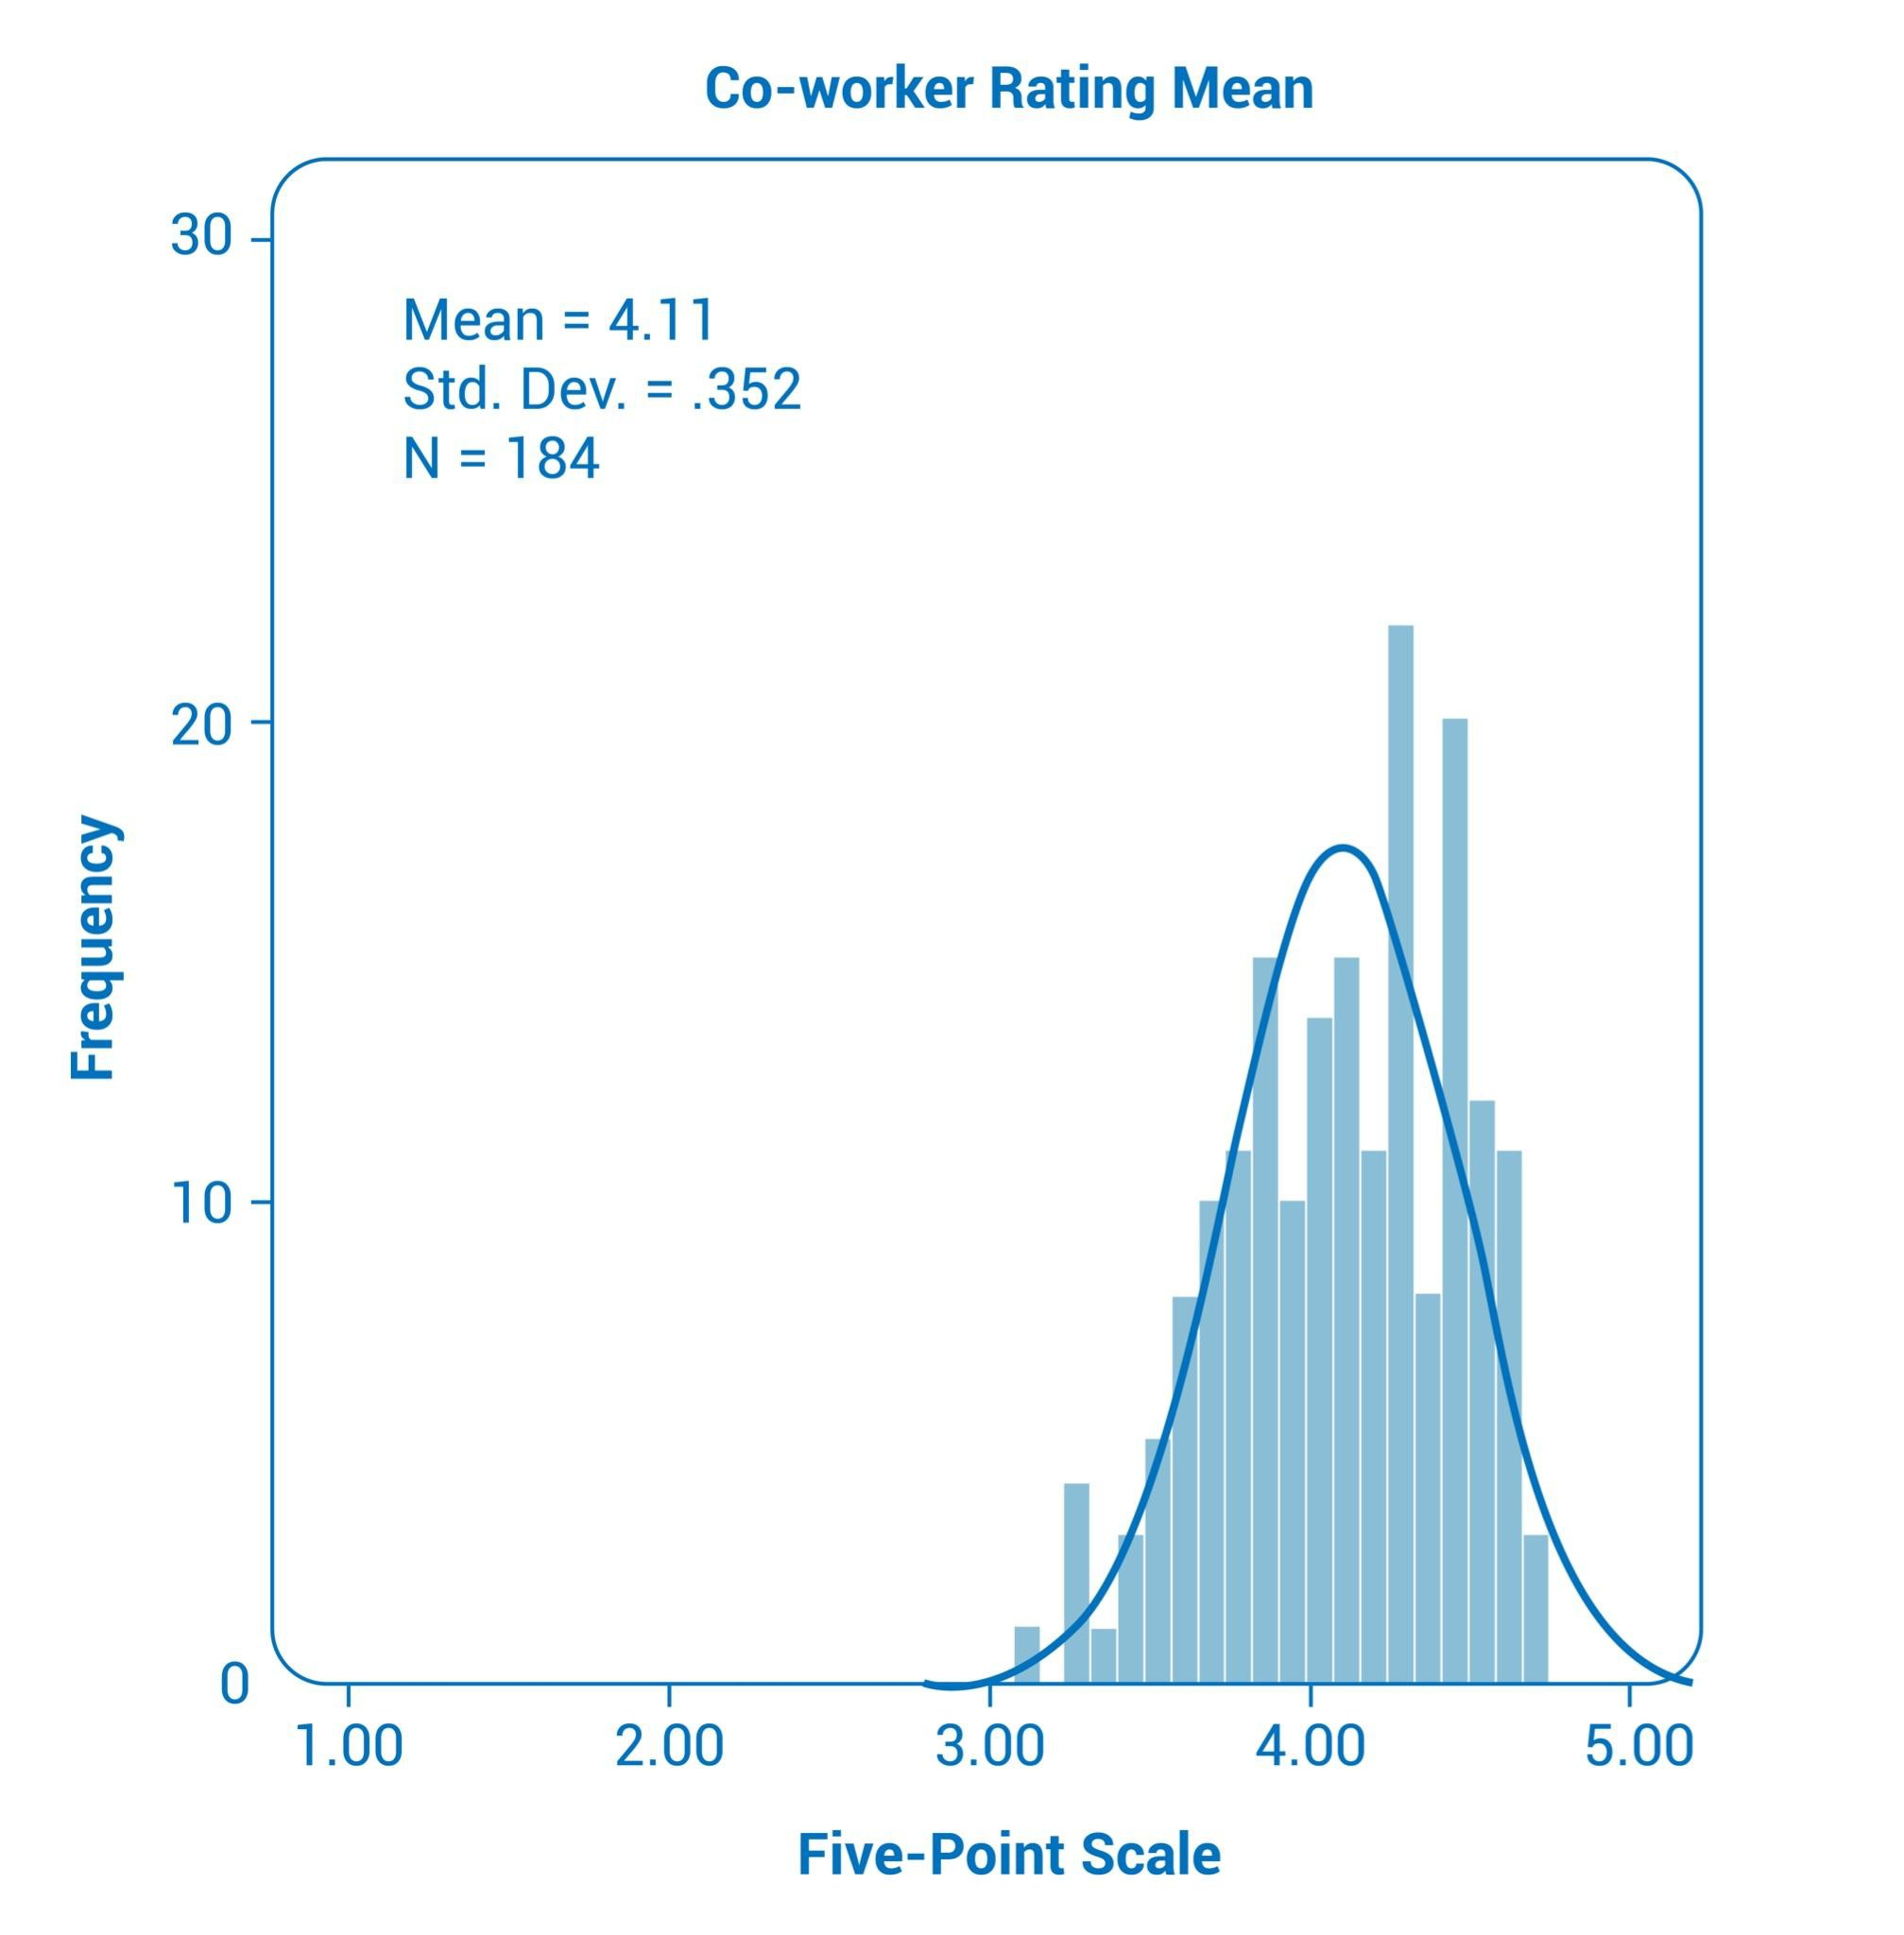 Co-worker Rating Mean
30
Mean = 4.11
Std. Dev. = .352
N = 184
20
Frequency
10
0
1.00 2.00 3.00 4.00 5.00
Five-Point Scale